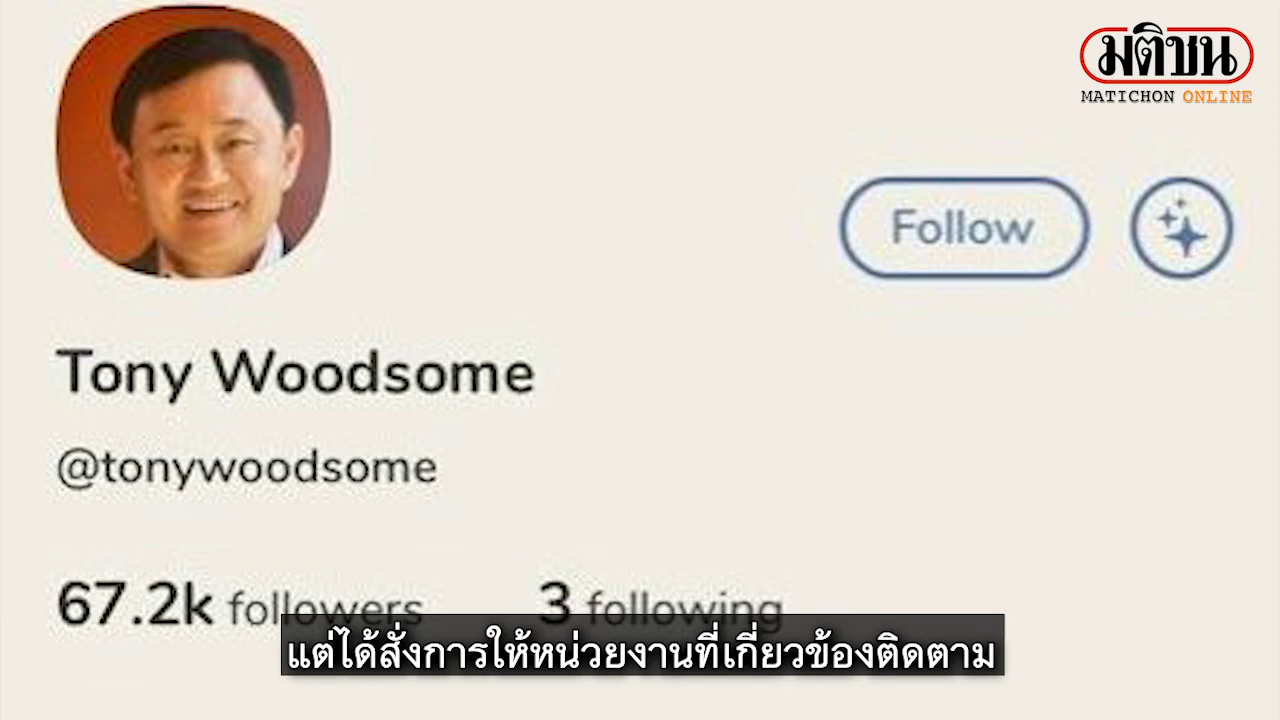 มติชน
MATICHON ONLINE
Follow
Tony Woodsome
@tonywoodsome
67.2k followers 3 following
แต่ได้สั่งการให้หน่วยงานที่เกี่ยวข้องติดตาม